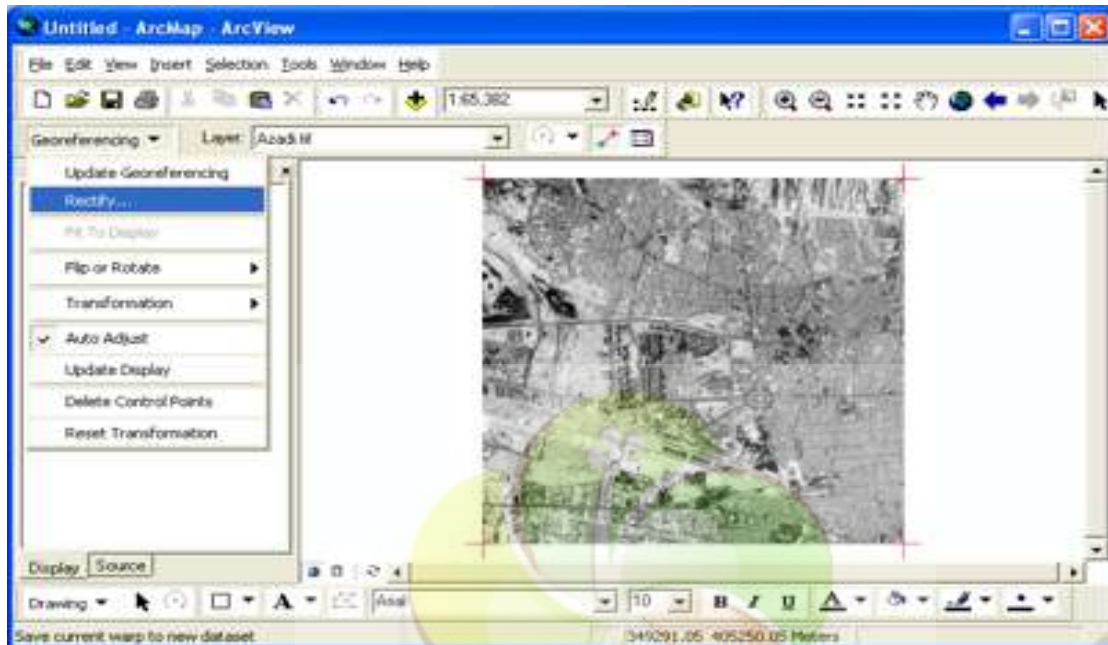 Untitled - ArcMap - ArcView
File Edit View Insert Selection Tools Window Help
1:65,382
Georeferencing Layer: Azadi.tif
Update Georeferencing
Rectify...
Fit To Display
Flip or Rotate
Transformation
Auto Adjust
Update Display
Delete Control Points
Reset Transformation
Display Source
Drawing A Arial 10 B I U A
Save current warp to new dataset 349291.05 405250.05 Meters